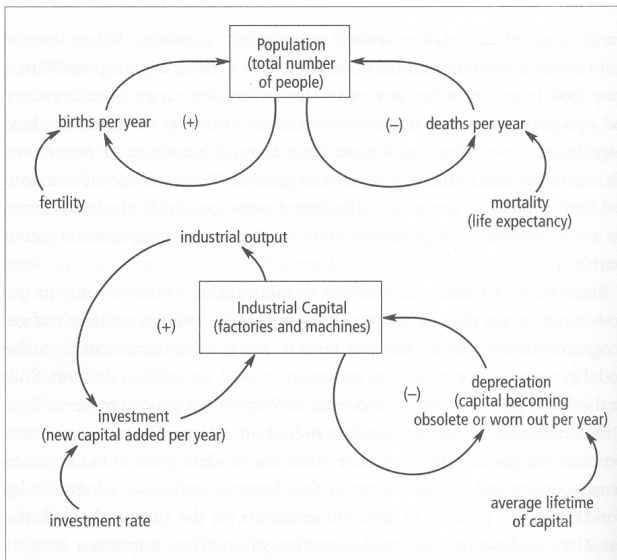 Population
(total number
of people)
births per year
(+)
(–)
deaths per year
fertility
mortality
(life expectancy)
industrial output
Industrial Capital
(factories and machines)
(+)
(–)
depreciation
(capital becoming
obsolete or worn out per year)
investment
(new capital added per year)
investment rate
average lifetime
of capital